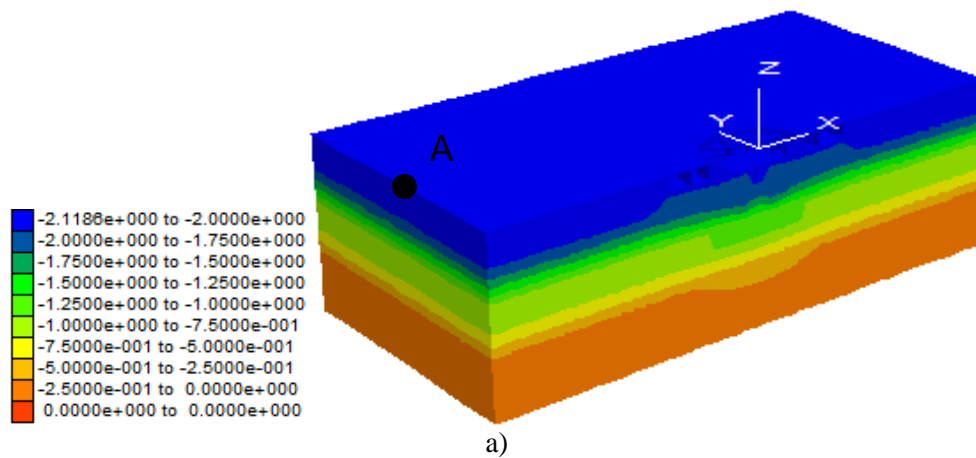 Z
Y
X
A
-2.1186e+000 to -2.0000e+000
-2.0000e+000 to -1.7500e+000
-1.7500e+000 to -1.5000e+000
-1.5000e+000 to -1.2500e+000
-1.2500e+000 to -1.0000e+000
-1.0000e+000 to -7.5000e-001
-7.5000e-001 to -5.0000e-001
-5.0000e-001 to -2.5000e-001
-2.5000e-001 to 0.0000e+000
0.0000e+000 to 0.0000e+000
a)